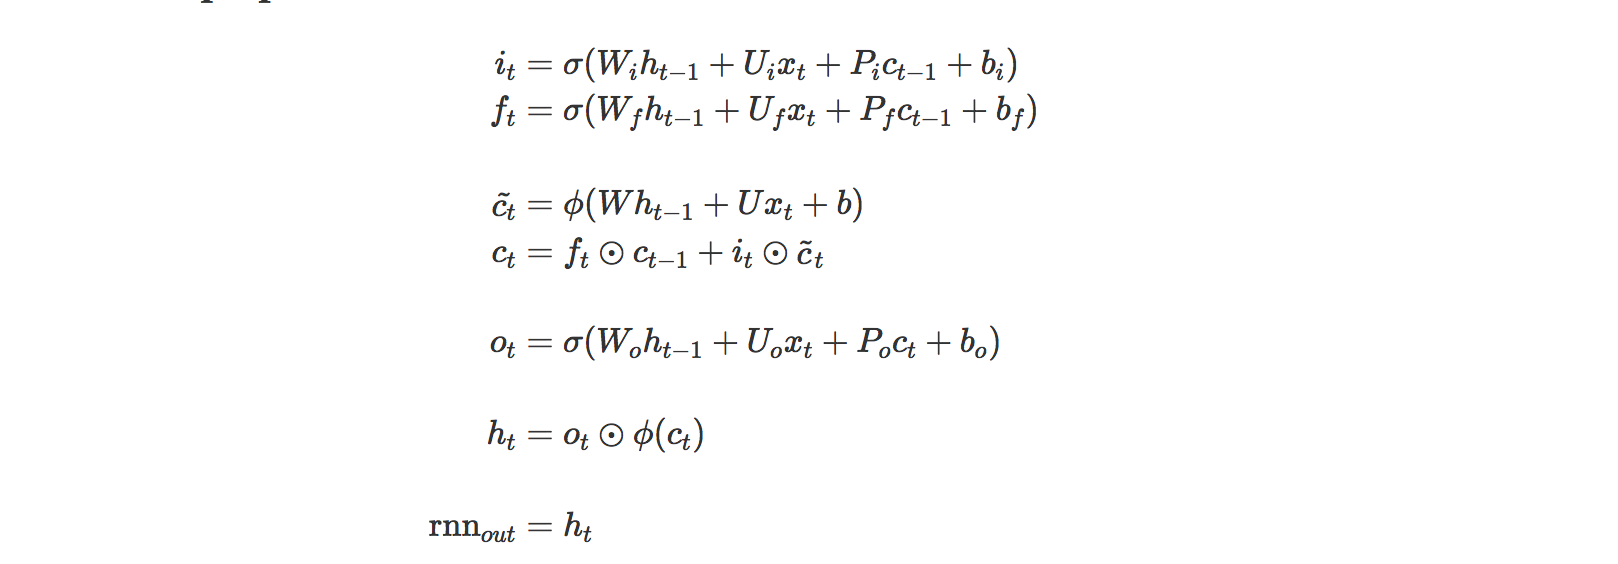 i_t = σ(W_i h_{t−1} + U_i x_t + P_i c_{t−1} + b_i)
f_t = σ(W_f h_{t−1} + U_f x_t + P_f c_{t−1} + b_f)
c̃_t = ϕ(W h_{t−1} + U x_t + b)
c_t = f_t ⊙ c_{t−1} + i_t ⊙ c̃_t
o_t = σ(W_o h_{t−1} + U_o x_t + P_o c_t + b_o)
h_t = o_t ⊙ ϕ(c_t)
rnn_{out} = h_t